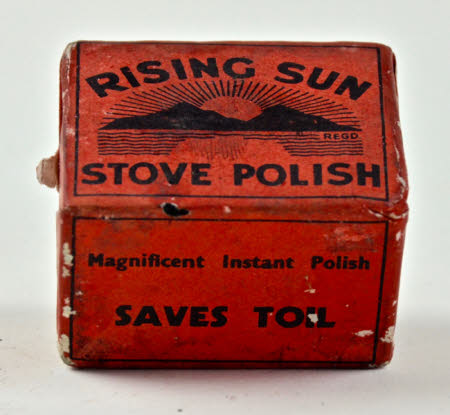 RISING SUN
REGD
STOVE POLISH
Magnificent Instant Polish
SAVES TOIL